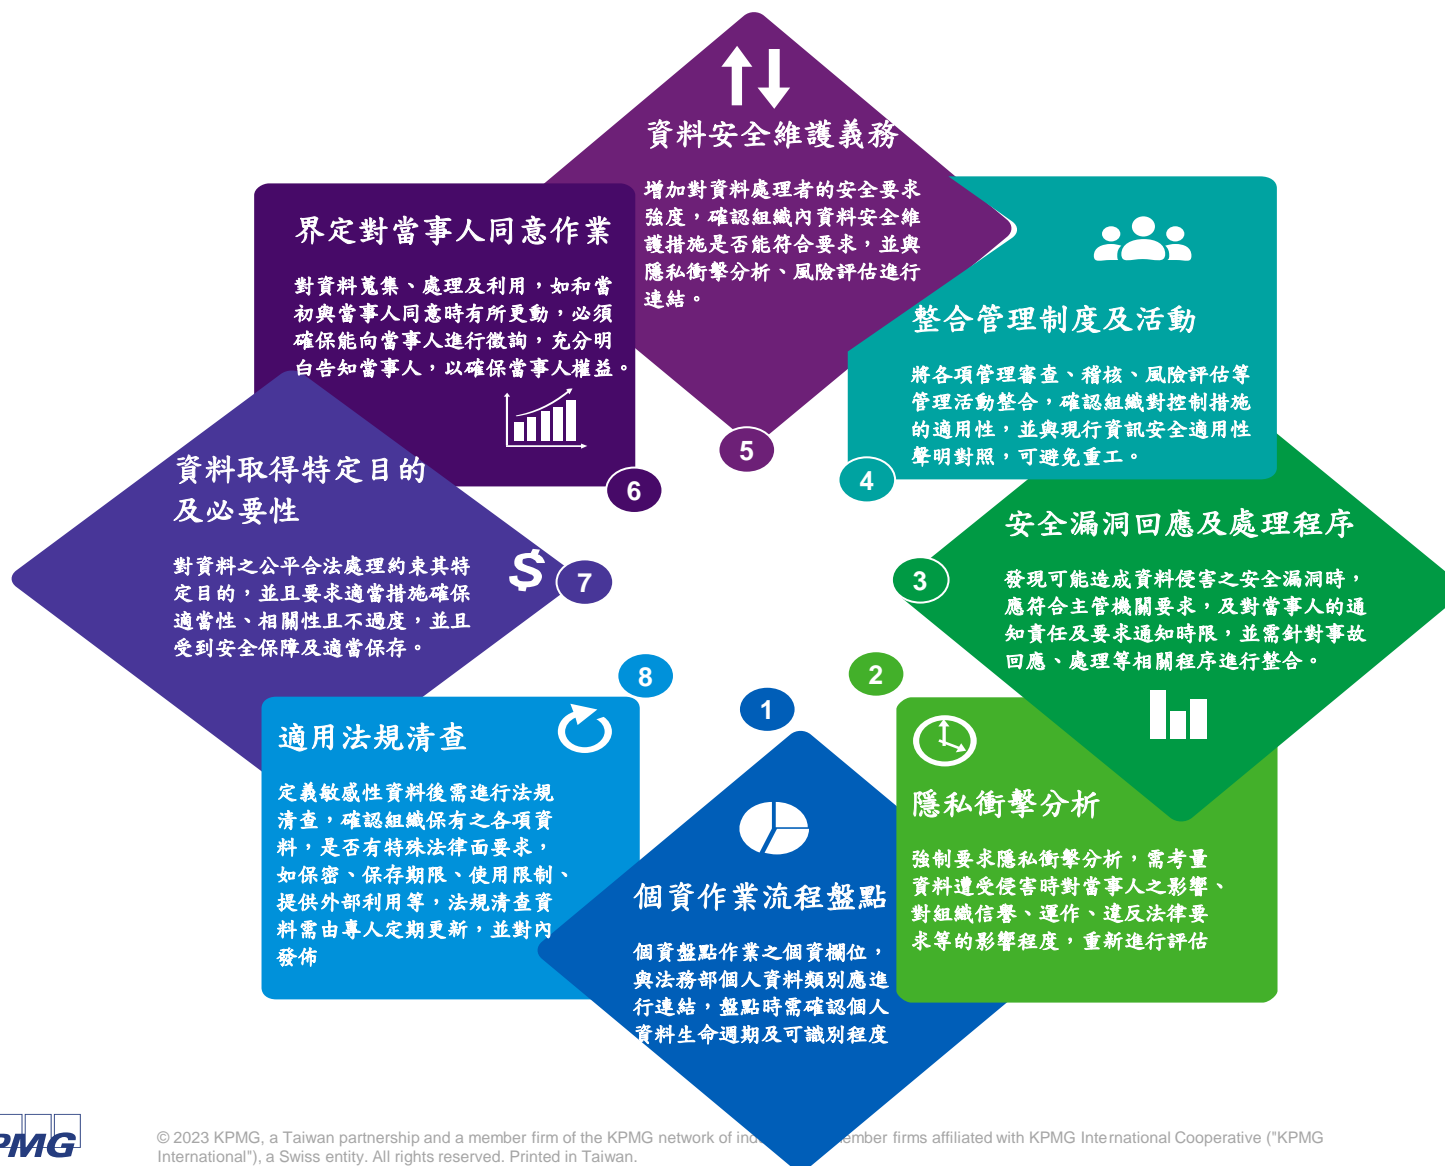 資料安全維護義務
增加對資料處理者的安全要求
強度，確認組織內資料安全維
護措施是否能符合要求，並與
隱私衝擊分析、風險評估進行
連結。
5
界定對當事人同意作業
對資料蒐集、處理及利用，如和當
初與當事人同意時有所更動，必須
確保能向當事人進行徵詢，充分明
白告知當事人，以確保當事人權益。
6
整合管理制度及活動
將各項管理審查、稽核、風險評估等
管理活動整合，確認組織對控制措施
的適用性，並與現行資訊安全適用性
聲明對照，可避免重工。
4
資料取得特定目的
及必要性
對資料之公平合法處理約束其特
定目的，並且要求適當措施確保
適當性、相關性且不過度，並且
受到安全保障及適當保存。
$
7
安全漏洞回應及處理程序
發現可能造成資料侵害之安全漏洞時，
應符合主管機關要求，及對當事人的通
知責任及要求通知時限，並需針對事故
回應、處理等相關程序進行整合。
3
8
適用法規清查
定義敏感性資料後需進行法規
清查，確認組織保有之各項資
料，是否有特殊法律面要求，
如保密、保存期限、使用限制、
提供外部利用等，法規清查資
料需由專人定期更新，並對內
發佈
1
個資作業流程盤點
個資盤點作業之個資欄位，
與法務部個人資料類別應進
行連結，盤點時需確認個人
資料生命週期及可識別程度
2
隱私衝擊分析
強制要求隱私衝擊分析，需考量
資料遭受侵害時對當事人之影響、
對組織信譽、運作、違反法律要
求等的影響程度，重新進行評估
PMG
© 2023 KPMG, a Taiwan partnership and a member firm of the KPMG network of ind ember firms affiliated with KPMG International Cooperative ("KPMG
International"), a Swiss entity. All rights reserved. Printed in Taiwan.